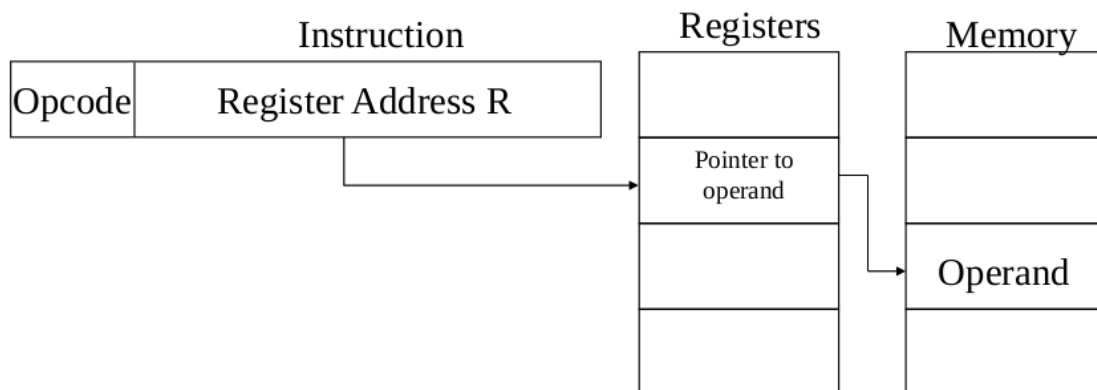 Instruction
Registers
Memory
Opcode
Register Address R
Pointer to
operand
Operand